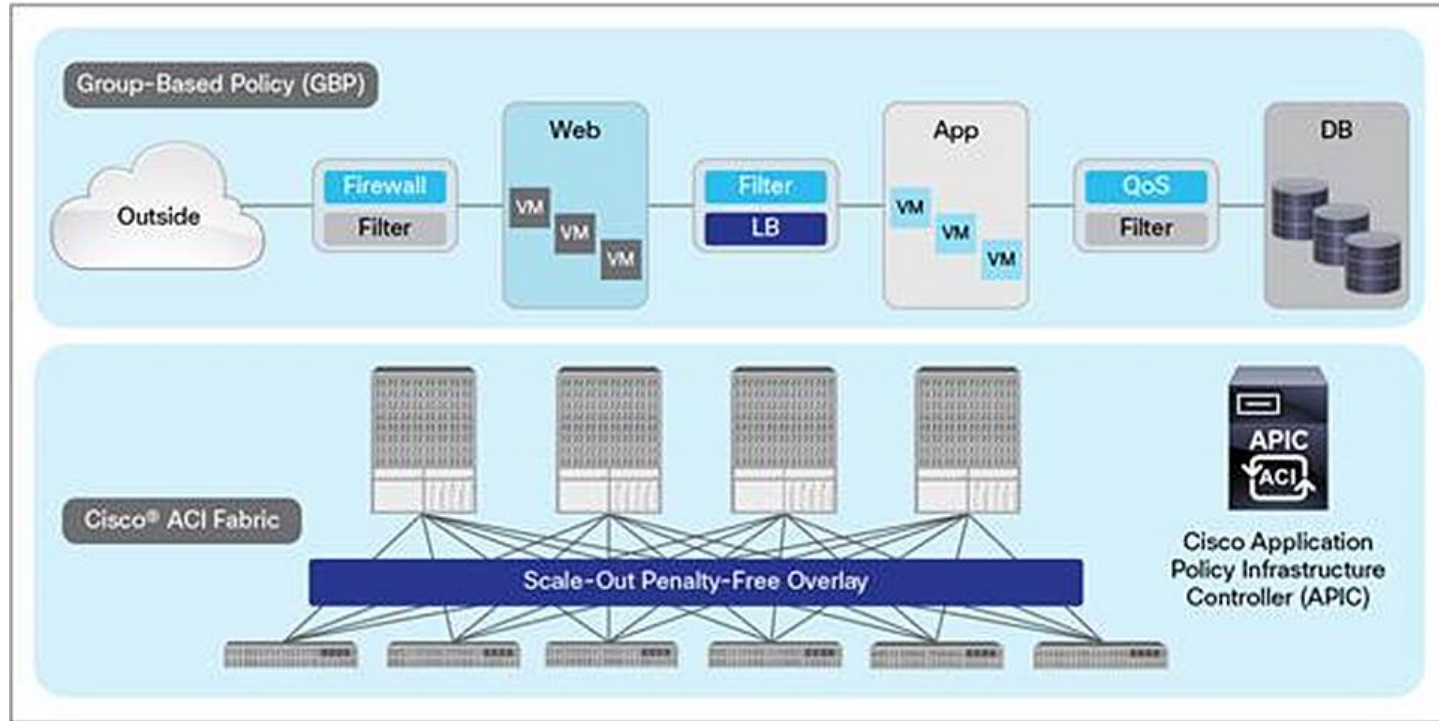 Group-Based Policy (GBP)
Outside
Firewall
Filter
Web
VM
VM
VM
Filter
LB
App
VM
VM
VM
QoS
Filter
DB
Cisco® ACI Fabric
Scale-Out Penalty-Free Overlay
APIC
ACI
Cisco Application
Policy Infrastructure
Controller (APIC)